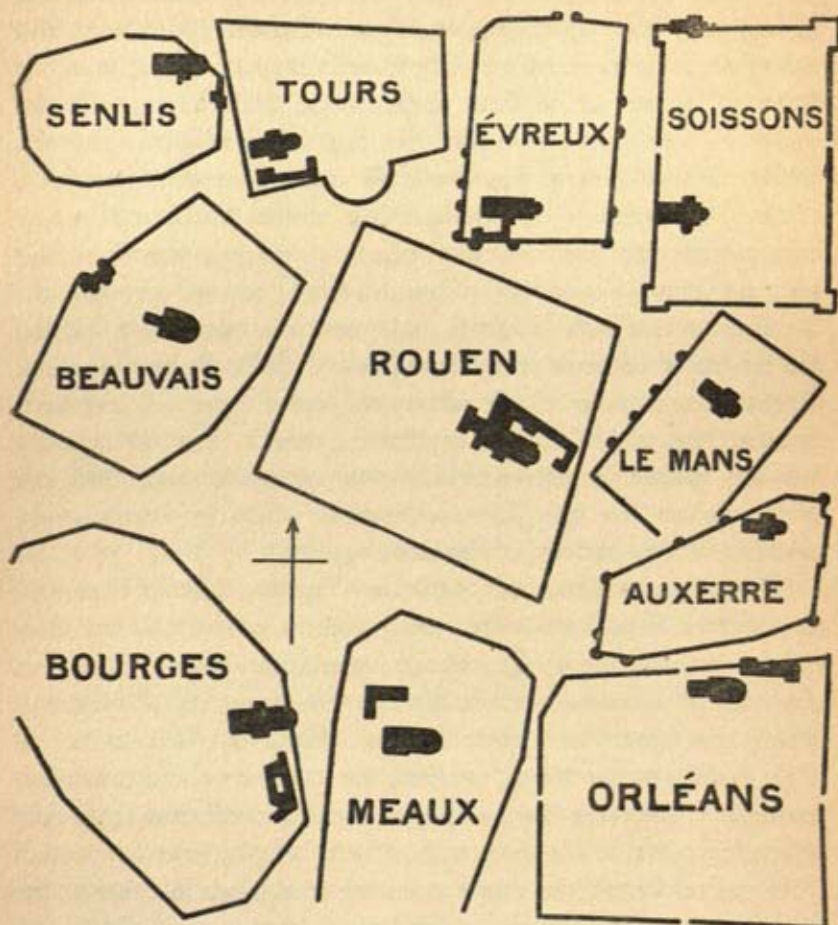 SENLIS
TOURS
ÉVREUX
SOISSONS
BEAUVAIS
ROUEN
LE MANS
AUXERRE
BOURGES
MEAUX
ORLÉANS